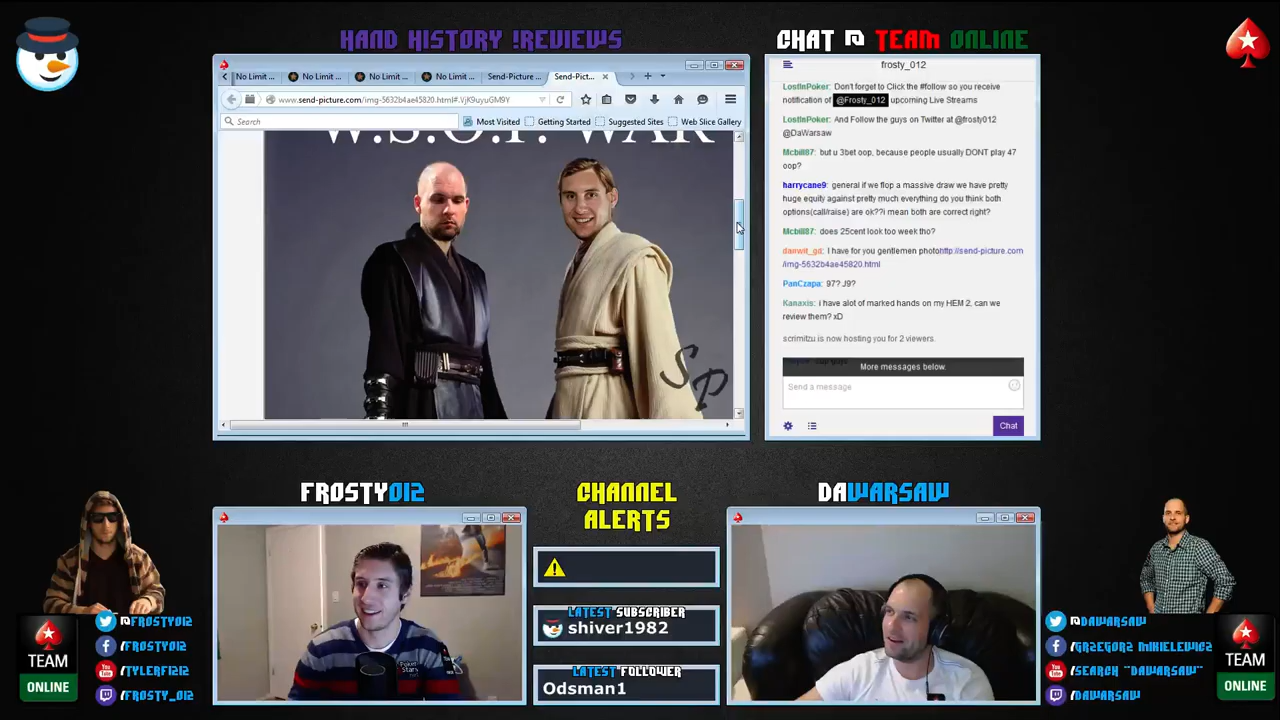 HAND HISTORY !REVIEWS
CHAT @ TEAM ONLINE
No Limit ...
No Limit ...
No Limit ...
No Limit ...
Send-Picture ...
Send-Pict...
www.send-picture.com/img-5632b4ae45820.html#.VjK9uyuGM9Y
Search
Most Visited
Getting Started
Suggested Sites
Web Slice Gallery
W.S.O.P. WAR
SP
frosty_012
LostInPoker: Don't forget to Click the #follow so you receive
notification of @Frosty_012 upcoming Live Streams
LostInPoker: And Follow the guys on Twitter at @frosty012
@DaWarsaw
Mcbill87: but u 3bet oop, because people usually DONT play 47
oop?
harrycane9: general if we flop a massive draw we have pretty
huge equity against pretty much everything do you think both
options(call/raise) are ok??i mean both are correct right?
Mcbill87: does 25cent look too week tho?
darrwit_gd: I have for you gentlemen photohttp://send-picture.com
/img-5632b4ae45820.html
PanCzapa: 97? J9?
Kanaxis: i have alot of marked hands on my HEM 2, can we
review them? xD
scrimitzu is now hosting you for 2 viewers.
More messages below.
Send a message
Chat
FROSTY012
CHANNEL
ALERTS
DAWARSAW
LATEST SUBSCRIBER
shiver1982
LATEST FOLLOWER
Odsman1
TEAM
ONLINE
@FROSTY012
/FROSTY012
/TYLERF1212
/FROSTY_012
PokerStars
.net
@DAWARSAW
/GRZEGORZ MIKIELEWICZ
/SEARCH "DAWARSAW"
/DAWARSAW
TEAM
ONLINE